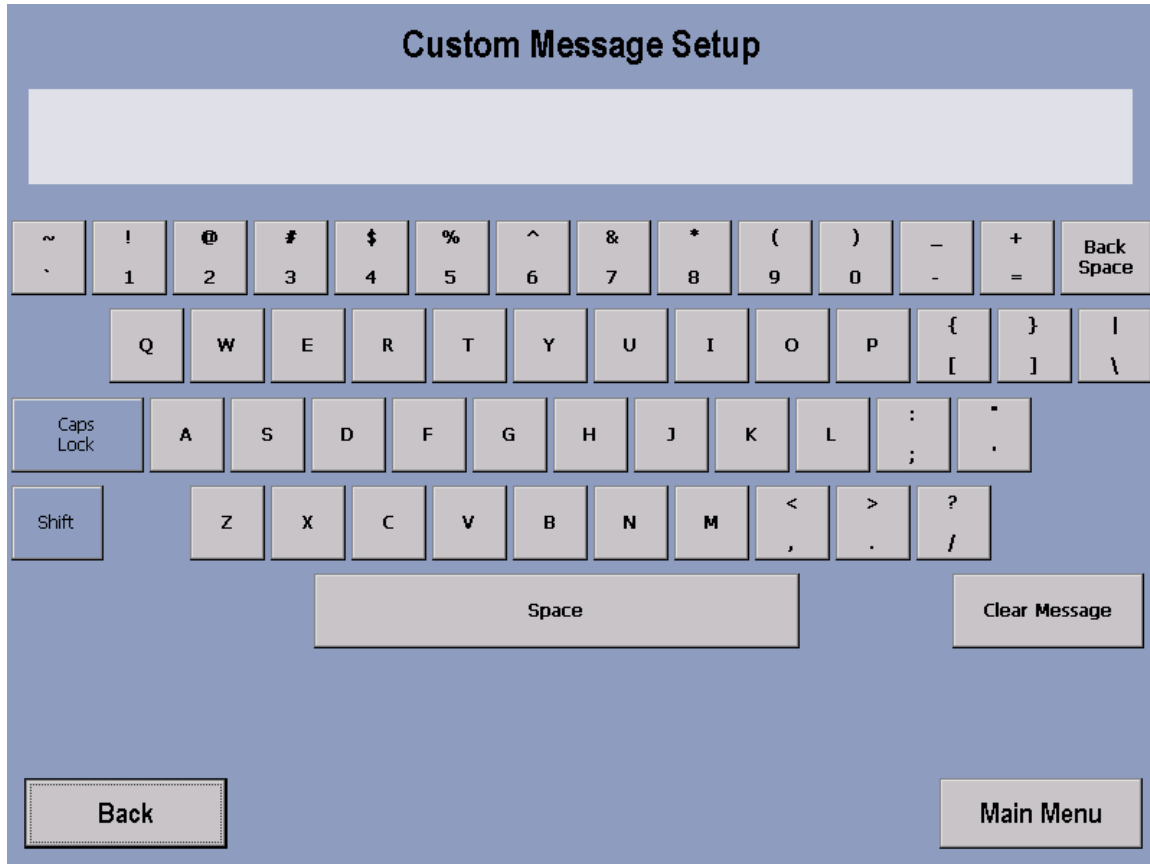 Custom Message Setup
~ ! @ # $ % ^ & * ( ) _ + Back
` 1 2 3 4 5 6 7 8 9 0 - = Space
Q W E R T Y U I O P { } |
[ ] \
Caps Lock A S D F G H J K L : "
; '
Shift Z X C V B N M < > ?
, . /
Space Clear Message
Back Main Menu